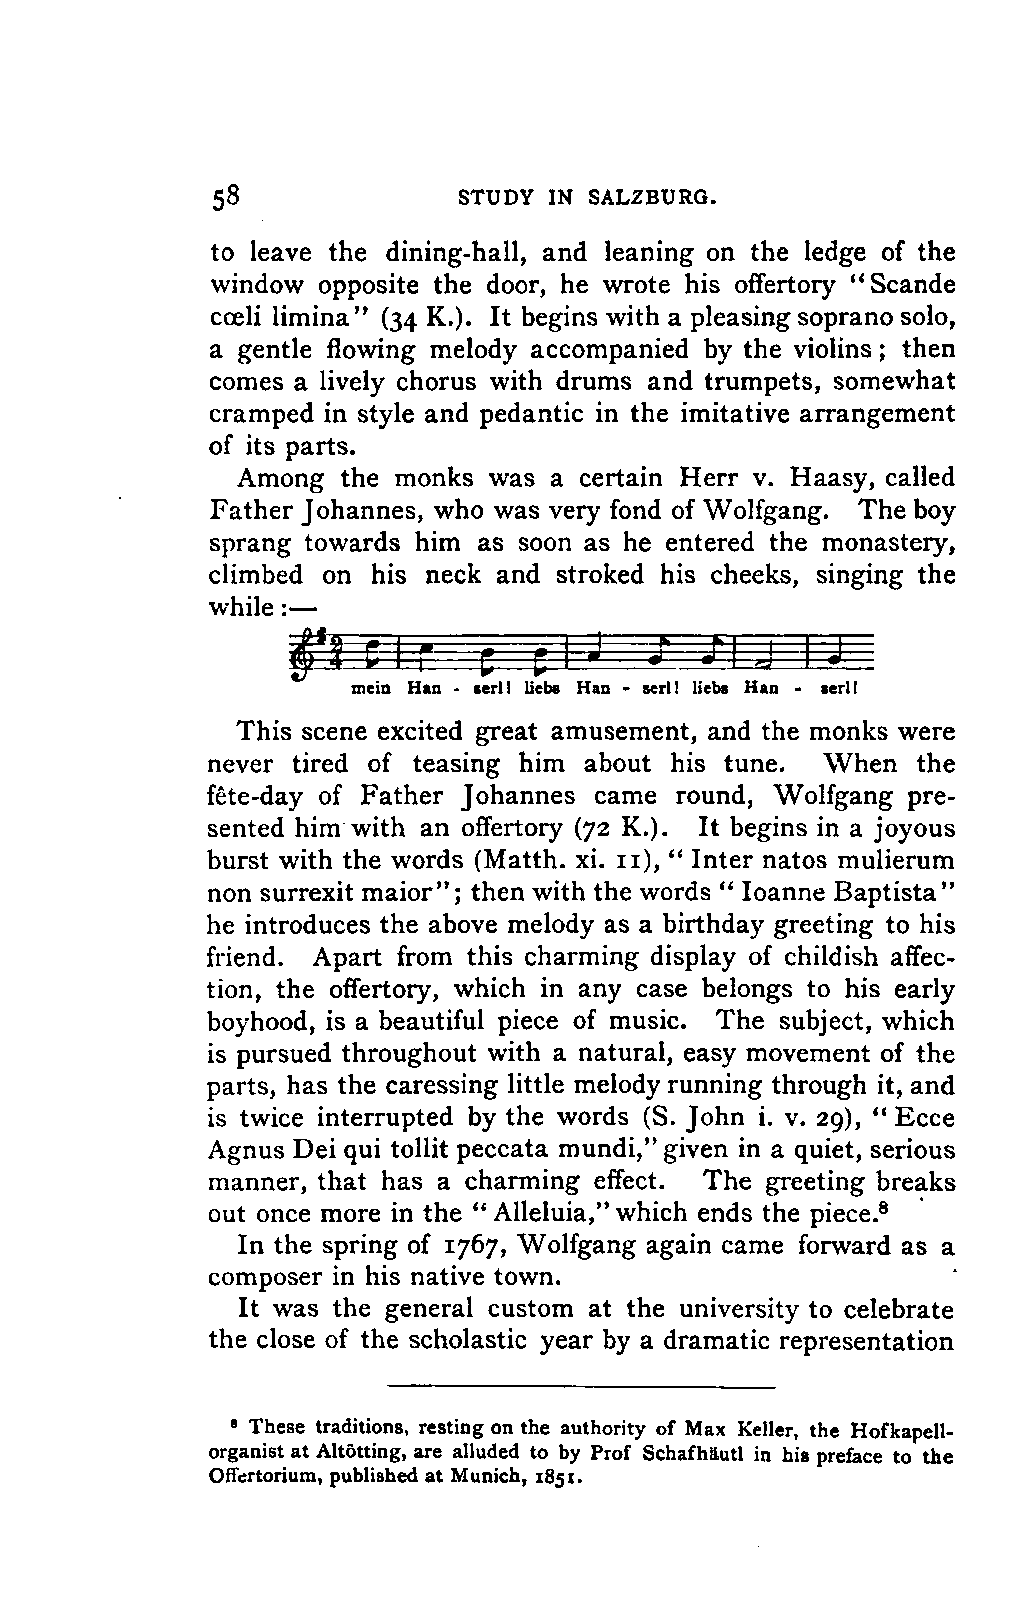 58 STUDY IN SALZBURG.
to leave the dining-hall, and leaning on the ledge of the
window opposite the door, he wrote his offertory "Scande
cœli limina" (34 K.). It begins with a pleasing soprano solo,
a gentle flowing melody accompanied by the violins; then
comes a lively chorus with drums and trumpets, somewhat
cramped in style and pedantic in the imitative arrangement
of its parts.
Among the monks was a certain Herr v. Haasy, called
Father Johannes, who was very fond of Wolfgang. The boy
sprang towards him as soon as he entered the monastery,
climbed on his neck and stroked his cheeks, singing the
while:—
2
4
mein Han - serl! liebs Han - serl! liebs Han - serl!
This scene excited great amusement, and the monks were
never tired of teasing him about his tune. When the
fête-day of Father Johannes came round, Wolfgang pre-
sented him with an offertory (72 K.). It begins in a joyous
burst with the words (Matth. xi. 11), "Inter natos mulierum
non surrexit maior"; then with the words "Ioanne Baptista"
he introduces the above melody as a birthday greeting to his
friend. Apart from this charming display of childish affec-
tion, the offertory, which in any case belongs to his early
boyhood, is a beautiful piece of music. The subject, which
is pursued throughout with a natural, easy movement of the
parts, has the caressing little melody running through it, and
is twice interrupted by the words (S. John i. v. 29), "Ecce
Agnus Dei qui tollit peccata mundi," given in a quiet, serious
manner, that has a charming effect. The greeting breaks
out once more in the "Alleluia," which ends the piece.⁸
In the spring of 1767, Wolfgang again came forward as a
composer in his native town.
It was the general custom at the university to celebrate
the close of the scholastic year by a dramatic representation
⁸ These traditions, resting on the authority of Max Keller, the Hofkapell-
organist at Altötting, are alluded to by Prof Schafhäutl in his preface to the
Offertorium, published at Munich, 1851.